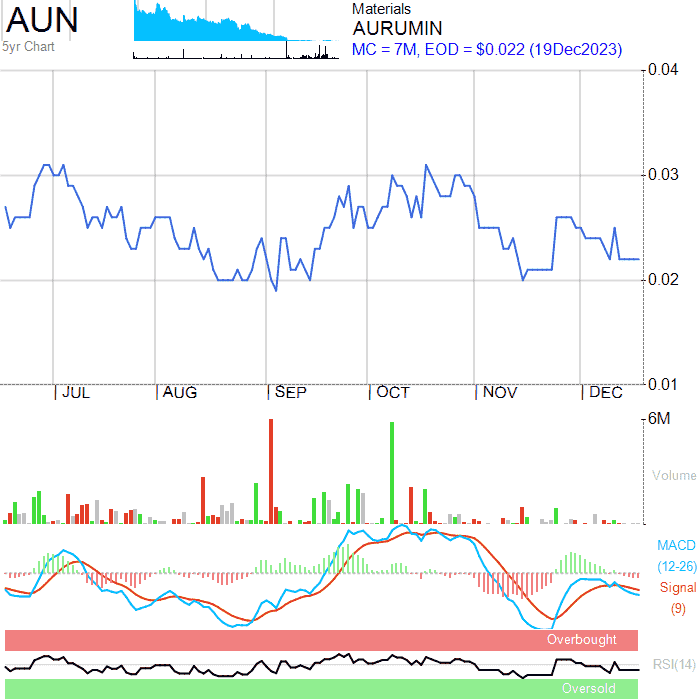 AUN
5yr Chart
Materials
AURUMIN
MC = 7M, EOD = $0.022 (19Dec2023)
0.04
0.03
0.02
0.01
JUL AUG SEP OCT NOV DEC
6M
Volume
MACD
(12-26)
Signal
(9)
Overbought
RSI(14)
Oversold